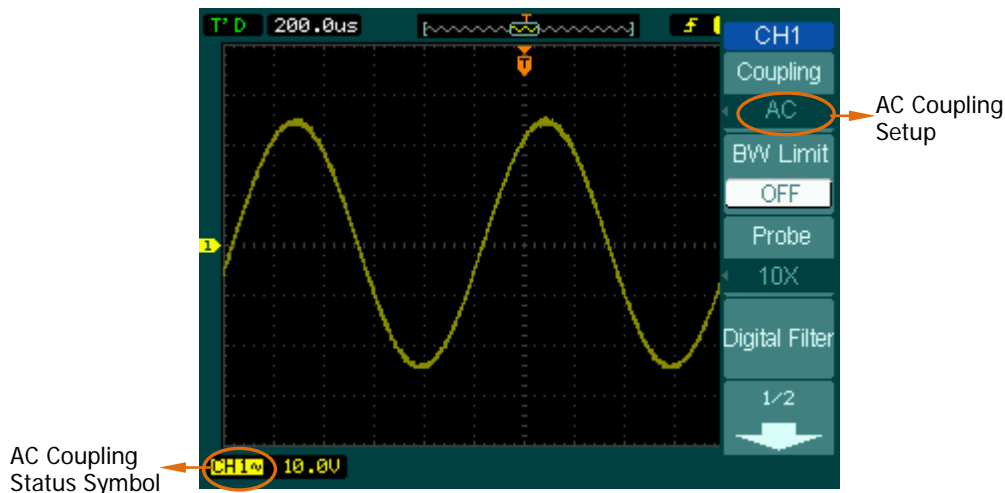 T'D 200.0us
T
T
CH1
Coupling
AC
AC Coupling
Setup
BW Limit
OFF
1
Probe
10X
Digital Filter
1/2
AC Coupling
Status Symbol
CH1~ 10.0V